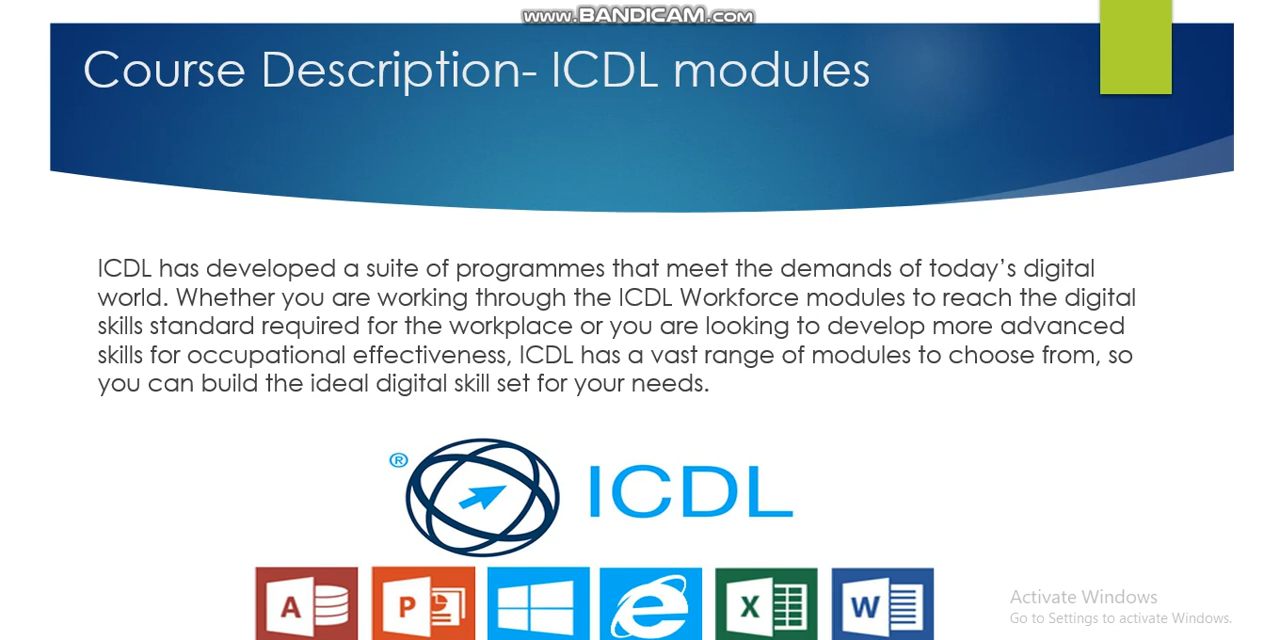 www.BANDICAM.com
Course Description- ICDL modules
ICDL has developed a suite of programmes that meet the demands of today’s digital
world. Whether you are working through the ICDL Workforce modules to reach the digital
skills standard required for the workplace or you are looking to develop more advanced
skills for occupational effectiveness, ICDL has a vast range of modules to choose from, so
you can build the ideal digital skill set for your needs.
® ICDL
A P e X W
Activate Windows
Go to Settings to activate Windows.